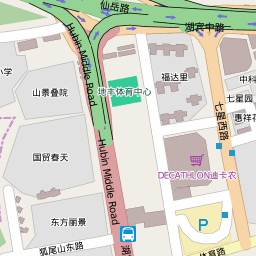 仙岳路
湖宾中路
Hubin Middle Road
小学
山景叠院
地丰体育中心
福达里
中科
七星园
惠祥花
七星西路
国贸春天
Hubin Middle Road
DECATHLON迪卡侬
东方丽景
狐尾山东路
湖
P
体育路